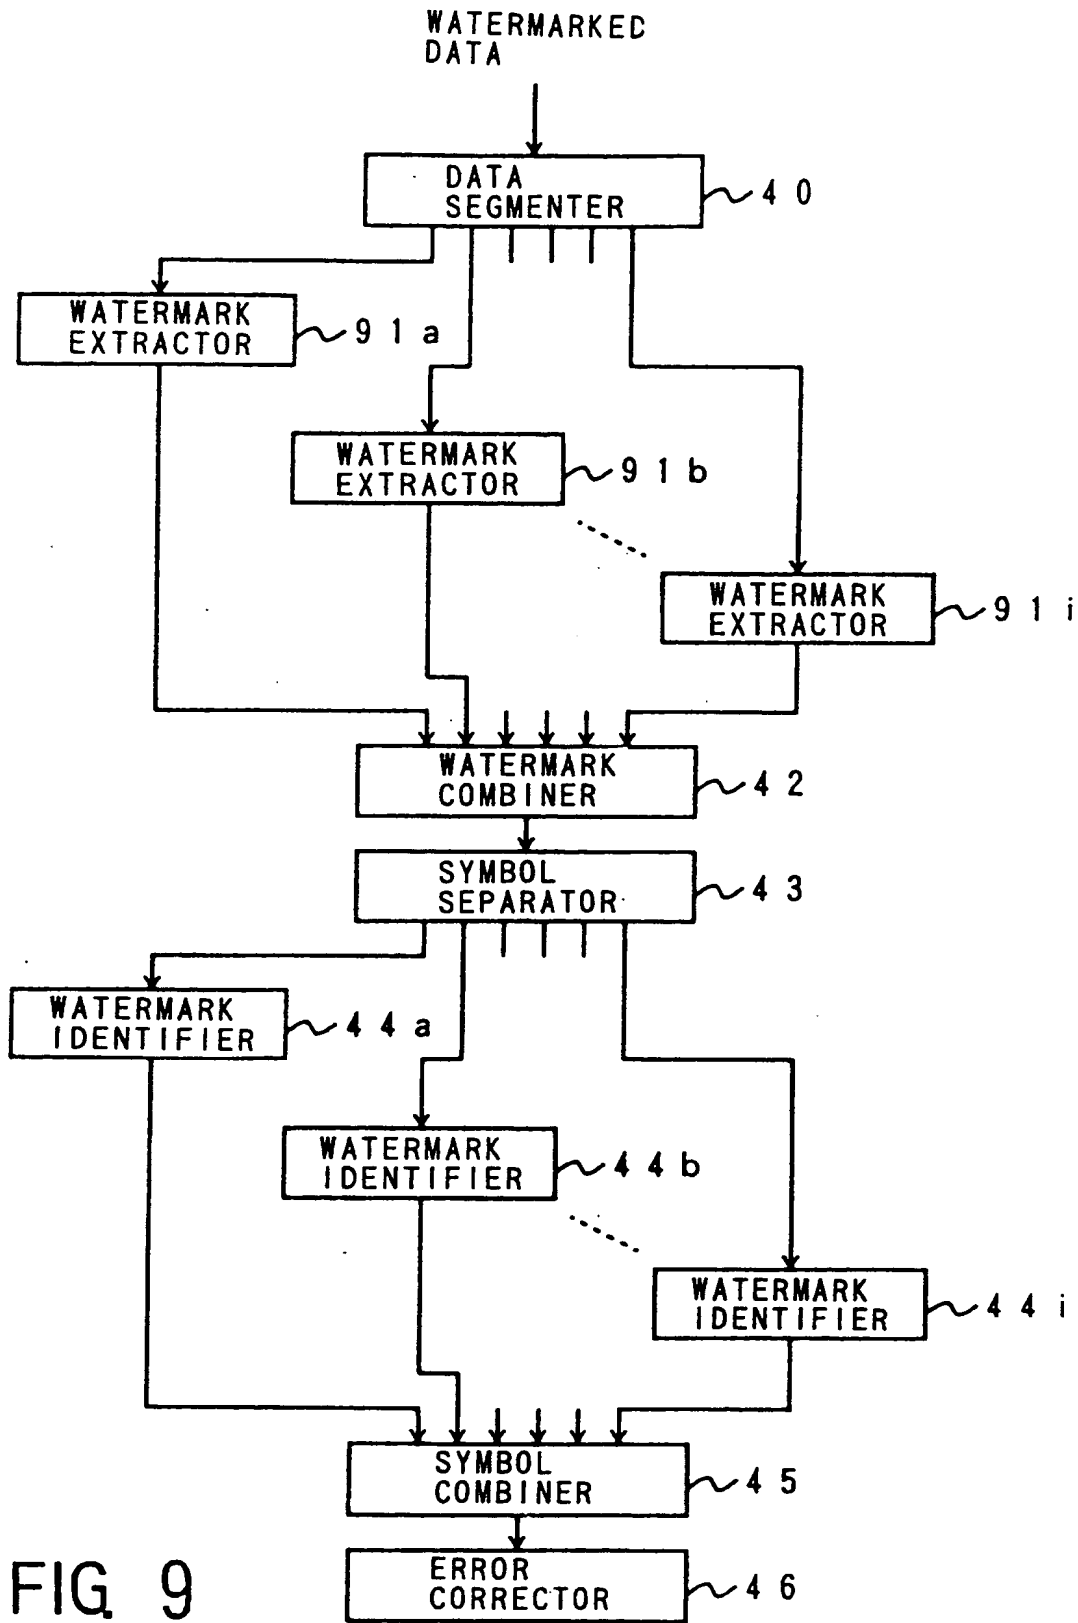 WATERMARKED
DATA
DATA
SEGMENTER
40
WATERMARK
EXTRACTOR
91a
WATERMARK
EXTRACTOR
91b
WATERMARK
EXTRACTOR
91i
WATERMARK
COMBINER
42
SYMBOL
SEPARATOR
43
WATERMARK
IDENTIFIER
44a
WATERMARK
IDENTIFIER
44b
WATERMARK
IDENTIFIER
44i
SYMBOL
COMBINER
45
ERROR
CORRECTOR
46
FIG. 9